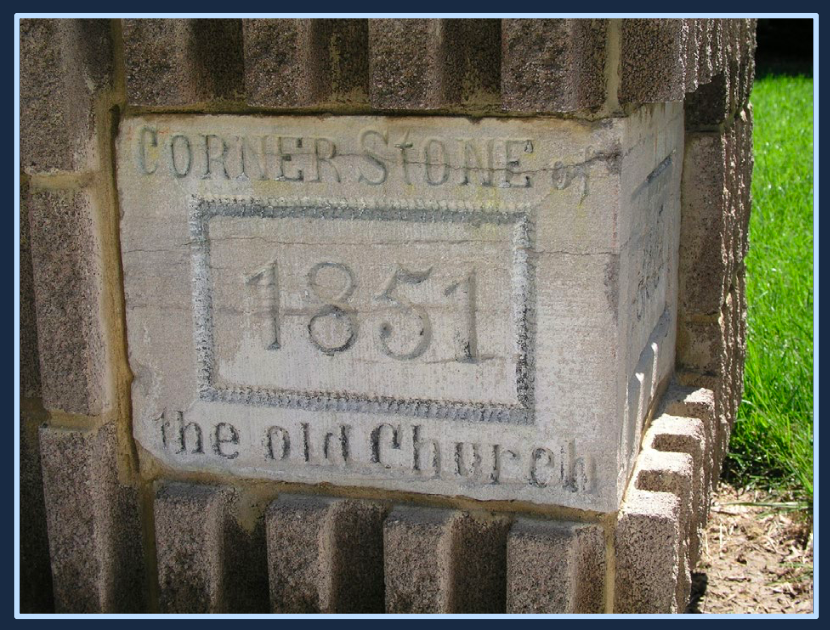 CORNER StONE of
1851
the old Church